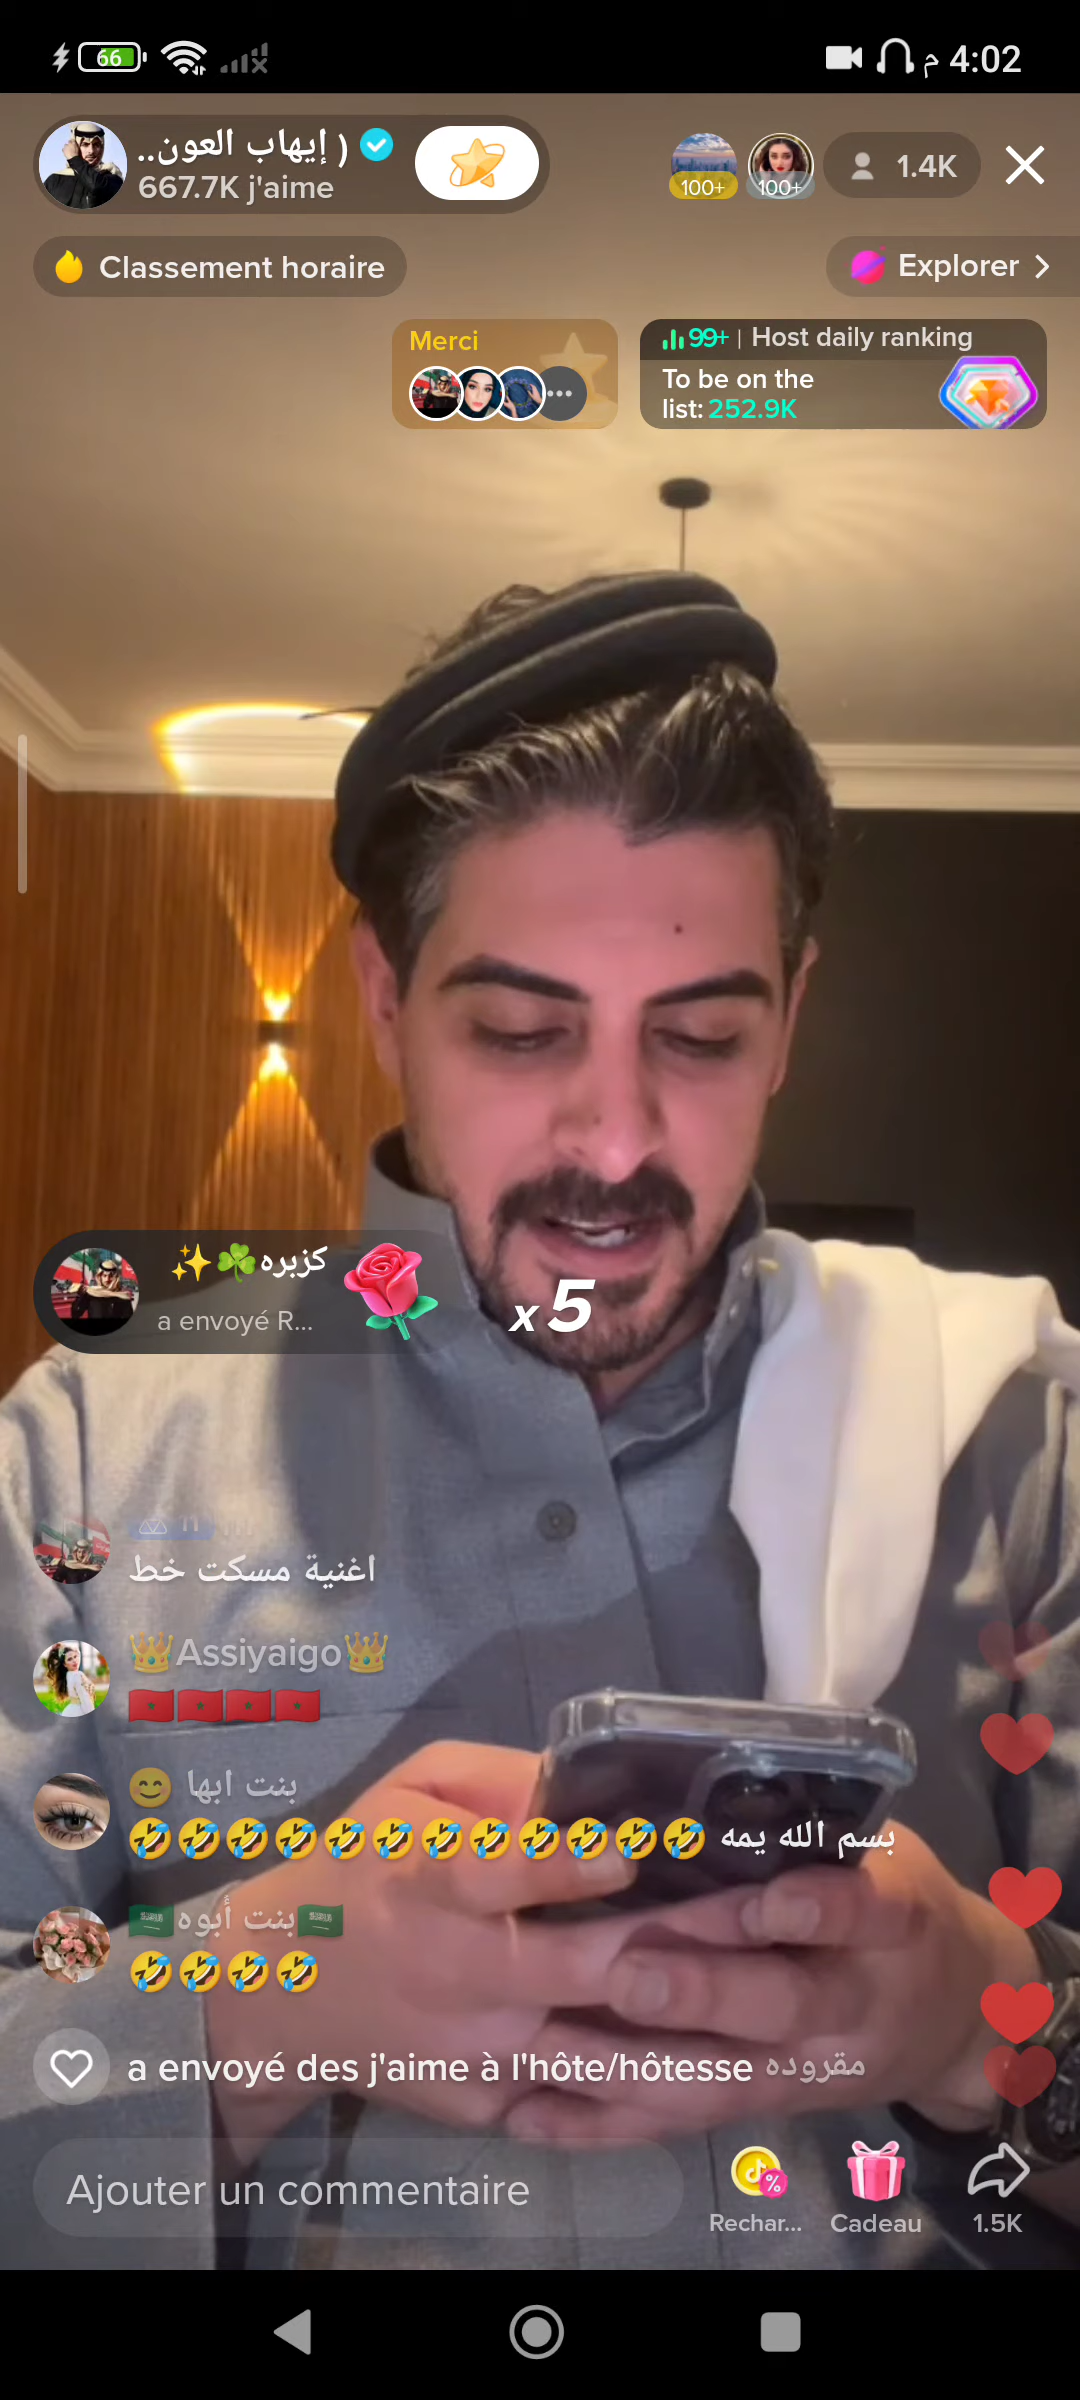 66
4:02 م
( إيهاب العون..
667.7K j'aime
100+
100+
1.4K
Classement horaire
Explorer
Merci
99+ | Host daily ranking
To be on the
list: 252.9K
كزبره☘️✨
a envoyé R...
x 5
اغنية مسكت خط
👑Assiyaigo👑
🇲🇦🇲🇦🇲🇦🇲🇦
بنت ابها 😊
بسم الله يمه 🤣🤣🤣🤣🤣🤣🤣🤣🤣🤣🤣🤣
🇸🇦بنت أبوه🇸🇦
🤣🤣🤣🤣
a envoyé des j'aime à l'hôte/hôtesse مقروده
Ajouter un commentaire
Rechar...
Cadeau
1.5K